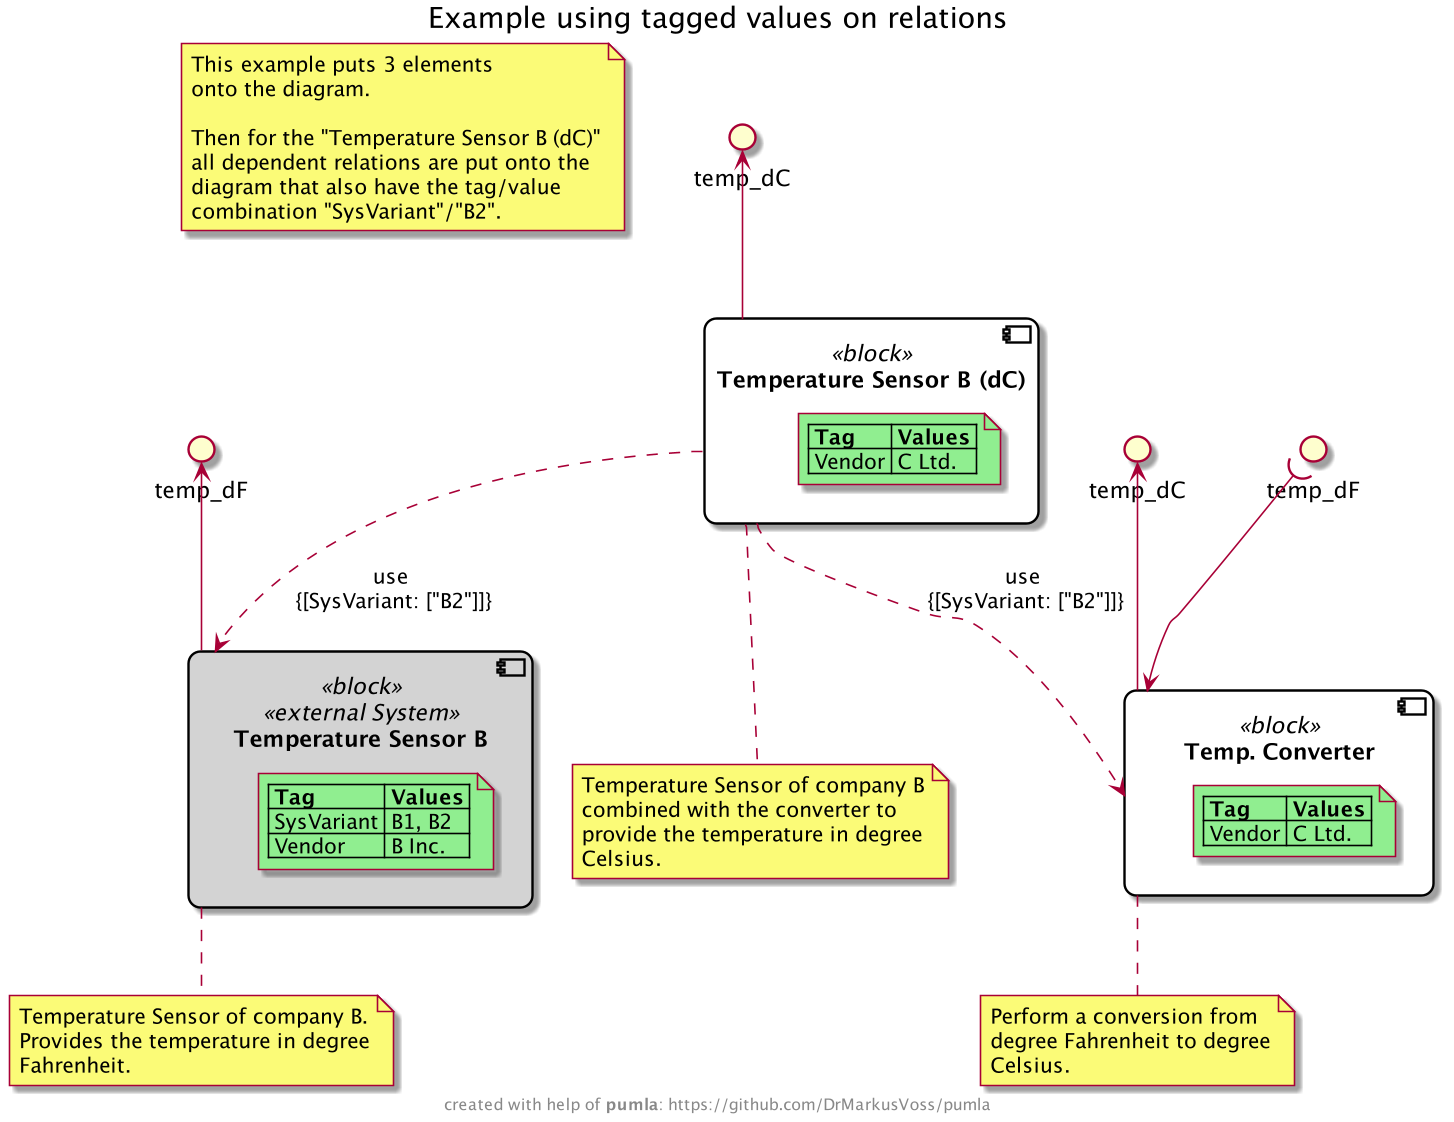 Example using tagged values on relations
This example puts 3 elements
onto the diagram.
Then for the "Temperature Sensor B (dC)"
all dependent relations are put onto the
diagram that also have the tag/value
combination "SysVariant"/"B2".
temp_dC
«block»
Temperature Sensor B (dC)
Tag Values
Vendor C Ltd.
temp_dF
temp_dC
temp_dF
use
{[SysVariant: ["B2"]]}
use
{[SysVariant: ["B2"]]}
«block»
«external System»
Temperature Sensor B
Tag Values
SysVariant B1, B2
Vendor B Inc.
Temperature Sensor of company B
combined with the converter to
provide the temperature in degree
Celsius.
«block»
Temp. Converter
Tag Values
Vendor C Ltd.
Temperature Sensor of company B.
Provides the temperature in degree
Fahrenheit.
Perform a conversion from
degree Fahrenheit to degree
Celsius.
created with help of pumla: https://github.com/DrMarkusVoss/pumla